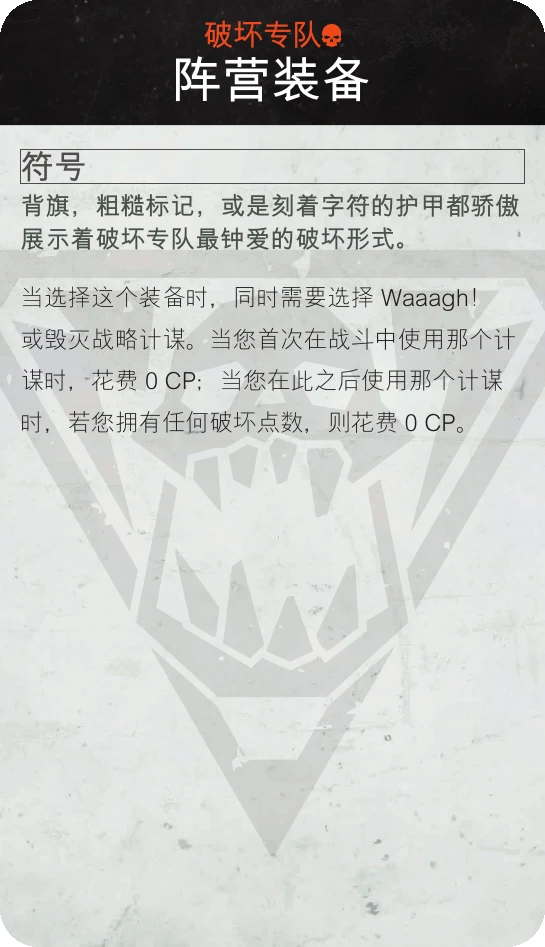 破坏专队
阵营装备
符号
背旗，粗糙标记，或是刻着字符的护甲都骄傲
展示着破坏专队最钟爱的破坏形式。
当选择这个装备时，同时需要选择 Waaagh!
或毁灭战略计谋。当您首次在战斗中使用那个计
谋时，花费 0 CP；当您在此之后使用那个计谋
时，若您拥有任何破坏点数，则花费 0 CP。